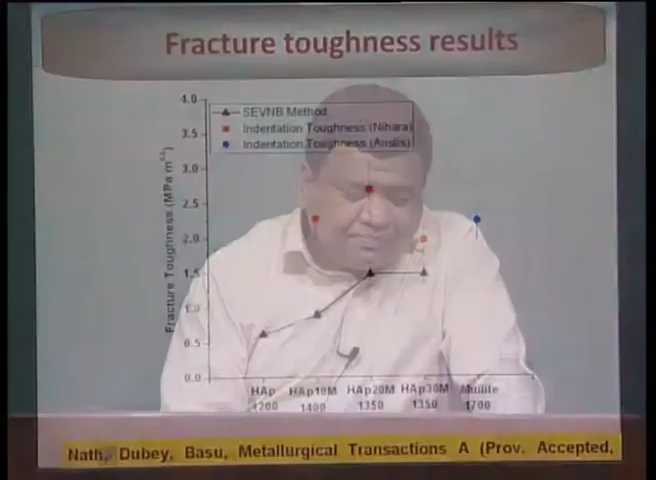 Fracture toughness results
4.0
SEVNB Method
3.5
Indentation Toughness (Nihara)
Indentation Toughness (Anstis)
3.0
2.5
2.0
1.5
1.0
0.5
0.0
Fracture Toughness (MPa m^0.5)
HAp HAp10M HAp20M HAp30M Mullite
1200 1400 1350 1350 1700
Nath, Dubey, Basu, Metallurgical Transactions A (Prov. Accepted,